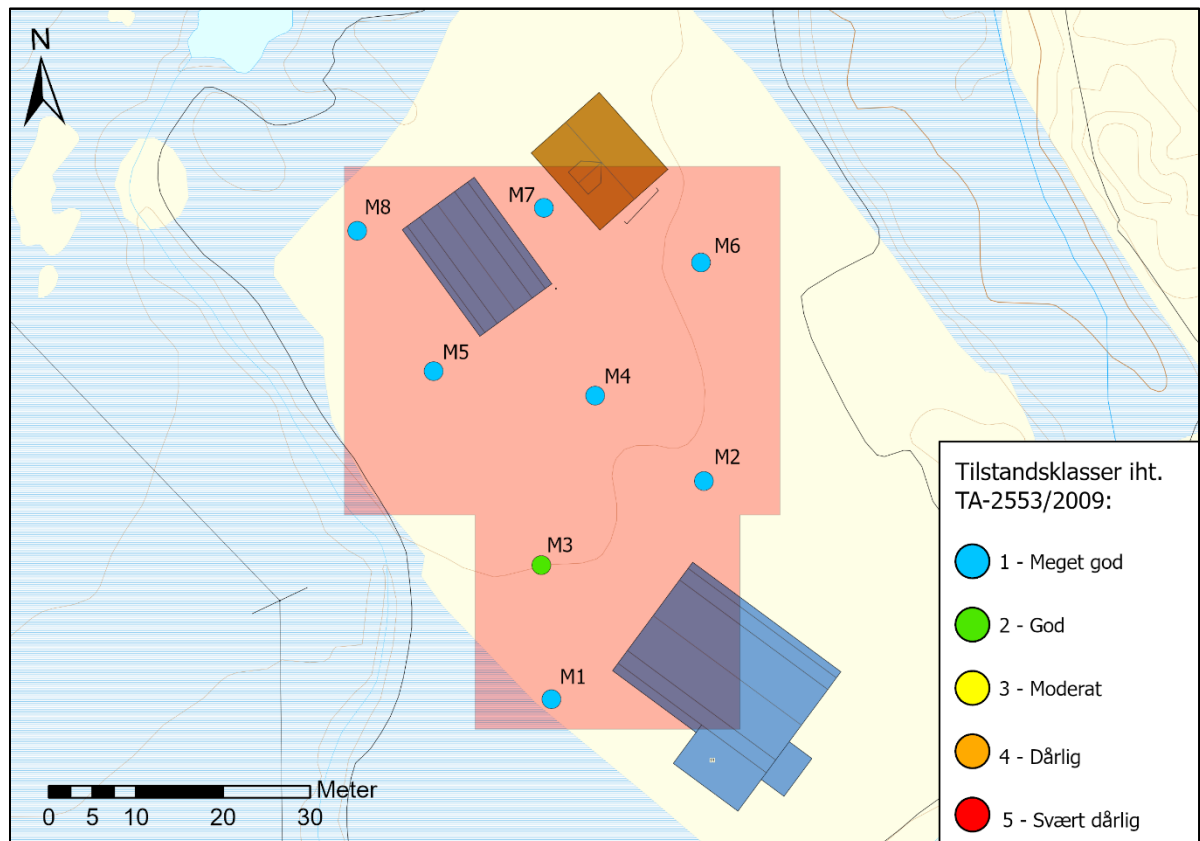 N
M8
M7
M6
M5
M4
M2
M3
M1
Meter
0 5 10 20 30
Tilstandsklasser iht.
TA-2553/2009:
1 - Meget god
2 - God
3 - Moderat
4 - Dårlig
5 - Svært dårlig